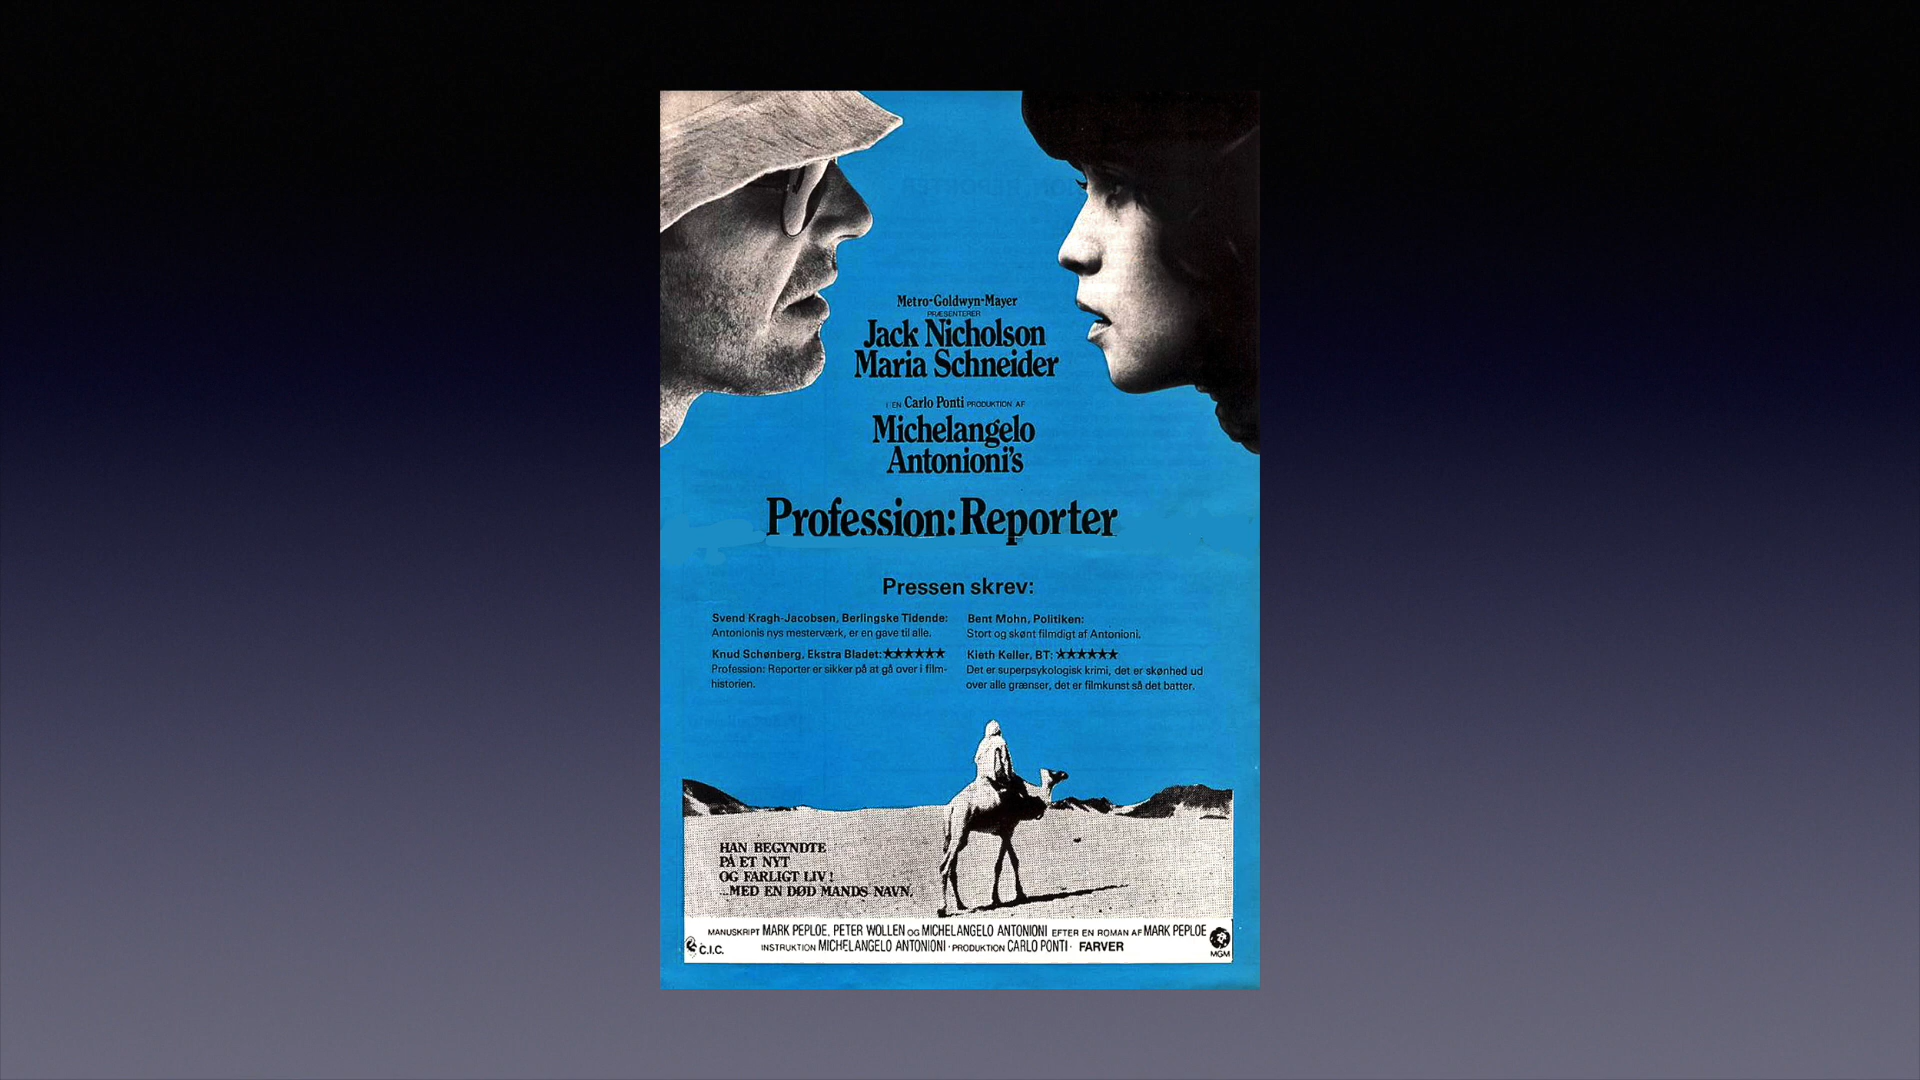 Metro-Goldwyn-Mayer
PRÆSENTERER
Jack Nicholson
Maria Schneider
I EN Carlo Ponti PRODUKTION AF
Michelangelo
Antonioni's
Profession: Reporter
Pressen skrev:
Svend Kragh-Jacobsen, Berlingske Tidende:
Antonionis nys mesterværk, er en gave til alle.
Knud Schønberg, Ekstra Bladet: ★★★★★★
Profession: Reporter er sikker på at gå over i film-
historien.
Bent Mohn, Politiken:
Stort og skønt filmdigt af Antonioni.
Kieth Keller, BT: ★★★★★★
Det er superpsykologisk krimi, det er skønhed ud
over alle grænser, det er filmkunst så det batter.
HAN BEGYNDTE
PÅ ET NYT
OG FARLIGT LIV!
...MED EN DØD MANDS NAVN.
MANUSKRIPT MARK PEPLOE, PETER WOLLEN OG MICHELANGELO ANTONIONI EFTER EN ROMAN AF MARK PEPLOE
INSTRUKTION MICHELANGELO ANTONIONI · PRODUKTION CARLO PONTI · FARVER
C.I.C.
MGM